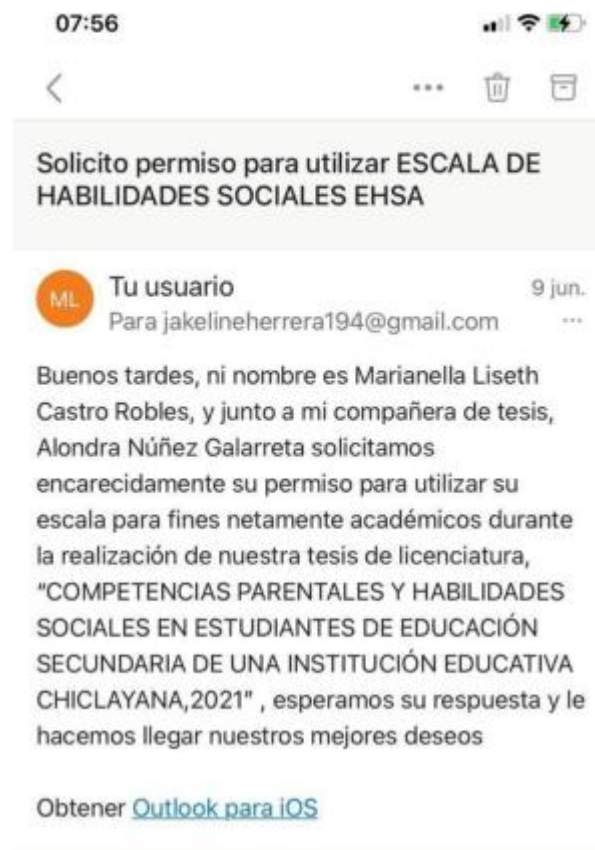 07:56
Solicito permiso para utilizar ESCALA DE
HABILIDADES SOCIALES EHSA
ML
Tu usuario
9 jun.
Para jakelineherrera194@gmail.com
Buenos tardes, ni nombre es Marianella Liseth
Castro Robles, y junto a mi compañera de tesis,
Alondra Núñez Galarreta solicitamos
encarecidamente su permiso para utilizar su
escala para fines netamente académicos durante
la realización de nuestra tesis de licenciatura,
"COMPETENCIAS PARENTALES Y HABILIDADES
SOCIALES EN ESTUDIANTES DE EDUCACIÓN
SECUNDARIA DE UNA INSTITUCIÓN EDUCATIVA
CHICLAYANA,2021" , esperamos su respuesta y le
hacemos llegar nuestros mejores deseos
Obtener Outlook para iOS